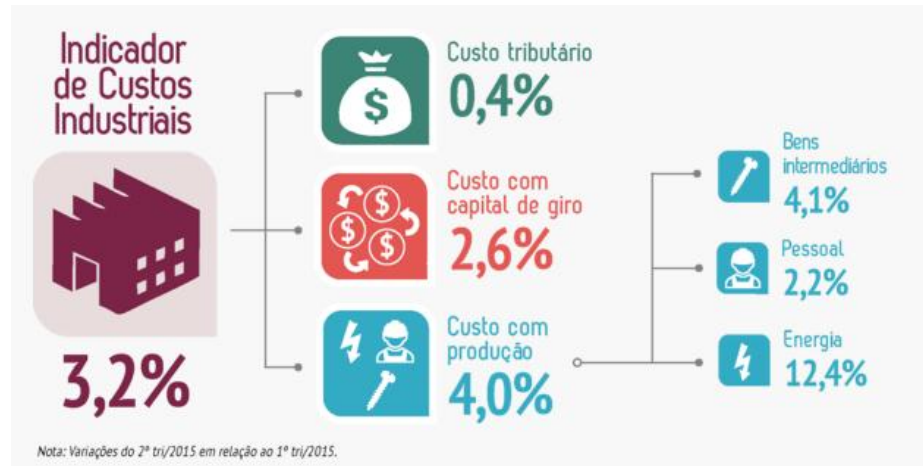 Indicador
de Custos
Industriais
3,2%
Custo tributário
0,4%
$
Custo com
capital de giro
2,6%
$
$
$
Custo com
produção
4,0%
Bens
intermediários
4,1%
Pessoal
2,2%
Energia
12,4%
Nota: Variações do 2º tri/2015 em relação ao 1º tri/2015.